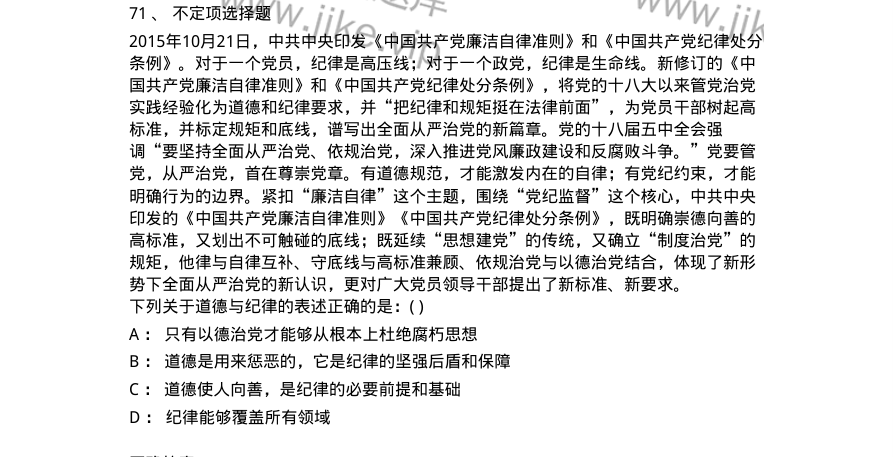 www.jike.vip
库
www.jik
71 、 不定项选择题
2015年10月21日，中共中央印发《中国共产党廉洁自律准则》和《中国共产党纪律处分
条例》。对于一个党员，纪律是高压线；对于一个政党，纪律是生命线。新修订的《中
国共产党廉洁自律准则》和《中国共产党纪律处分条例》，将党的十八大以来管党治党
实践经验化为道德和纪律要求，并“把纪律和规矩挺在法律前面”，为党员干部树起高
标准，并标定规矩和底线，谱写出全面从严治党的新篇章。党的十八届五中全会强
调“要坚持全面从严治党、依规治党，深入推进党风廉政建设和反腐败斗争。”党要管
党，从严治党，首在尊崇党章。有道德规范，才能激发内在的自律；有党纪约束，才能
明确行为的边界。紧扣“廉洁自律”这个主题，围绕“党纪监督”这个核心，中共中央
印发的《中国共产党廉洁自律准则》《中国共产党纪律处分条例》，既明确崇德向善的
高标准，又划出不可触碰的底线；既延续“思想建党”的传统，又确立“制度治党”的
规矩，他律与自律互补、守底线与高标准兼顾、依规治党与以德治党结合，体现了新形
势下全面从严治党的新认识，更对广大党员领导干部提出了新标准、新要求。
下列关于道德与纪律的表述正确的是：( )
A ： 只有以德治党才能够从根本上杜绝腐朽思想
B ： 道德是用来惩恶的，它是纪律的坚强后盾和保障
C ： 道德使人向善，是纪律的必要前提和基础
D ： 纪律能够覆盖所有领域